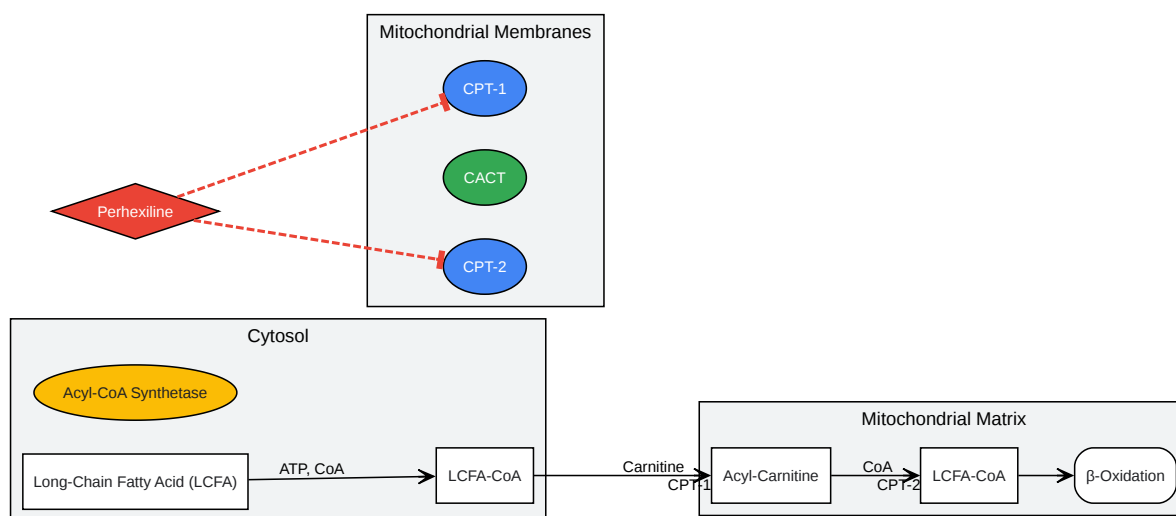 Mitochondrial Membranes
CPT-1
CACT
Perhexiline
CPT-2
Cytosol
Acyl-CoA Synthetase
Long-Chain Fatty Acid (LCFA)
ATP, CoA
LCFA-CoA
Carnitine
CPT-1
Mitochondrial Matrix
Acyl-Carnitine
CoA
CPT-2
LCFA-CoA
β-Oxidation